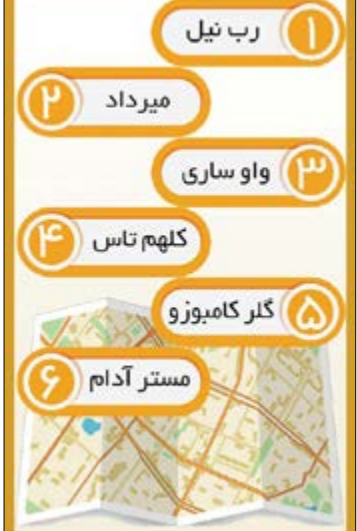 ۱ رب نیل
میرداد ۲
۳ واو ساری
کلهم تاس ۴
۵ گلر کامبوزو
مستر آدام ۶